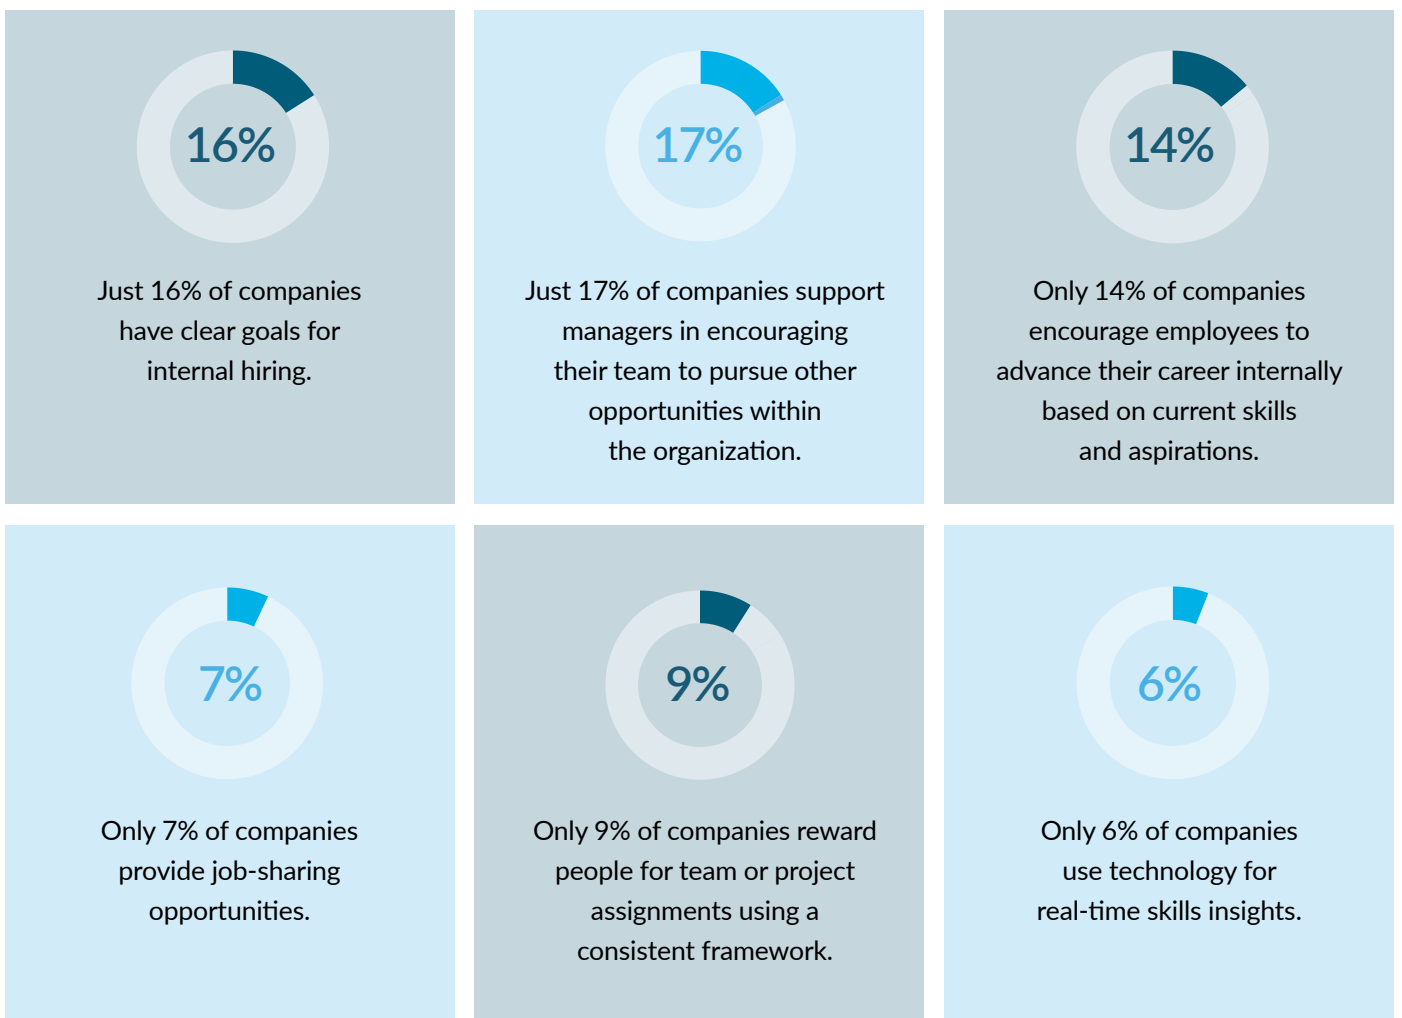 16%
Just 16% of companies
have clear goals for
internal hiring.
17%
Just 17% of companies support
managers in encouraging
their team to pursue other
opportunities within
the organization.
14%
Only 14% of companies
encourage employees to
advance their career internally
based on current skills
and aspirations.
7%
Only 7% of companies
provide job-sharing
opportunities.
9%
Only 9% of companies reward
people for team or project
assignments using a
consistent framework.
6%
Only 6% of companies
use technology for
real-time skills insights.